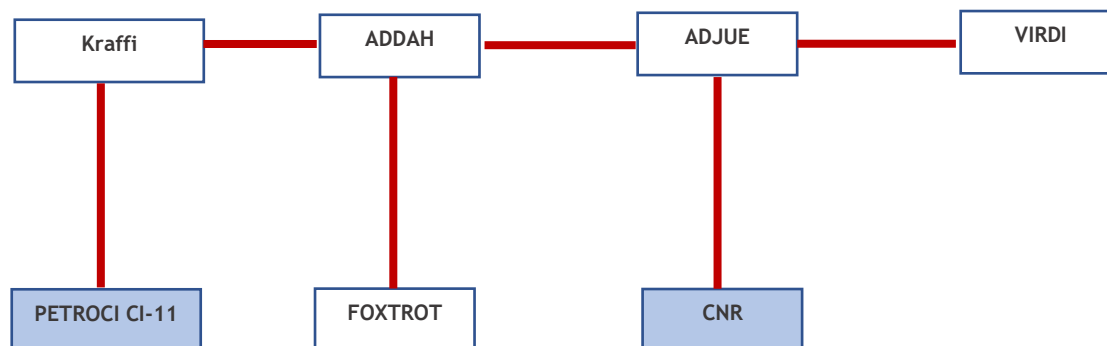 Kraffi
ADDAH
ADJUE
VIRDI
PETROCI CI-11
FOXTROT
CNR